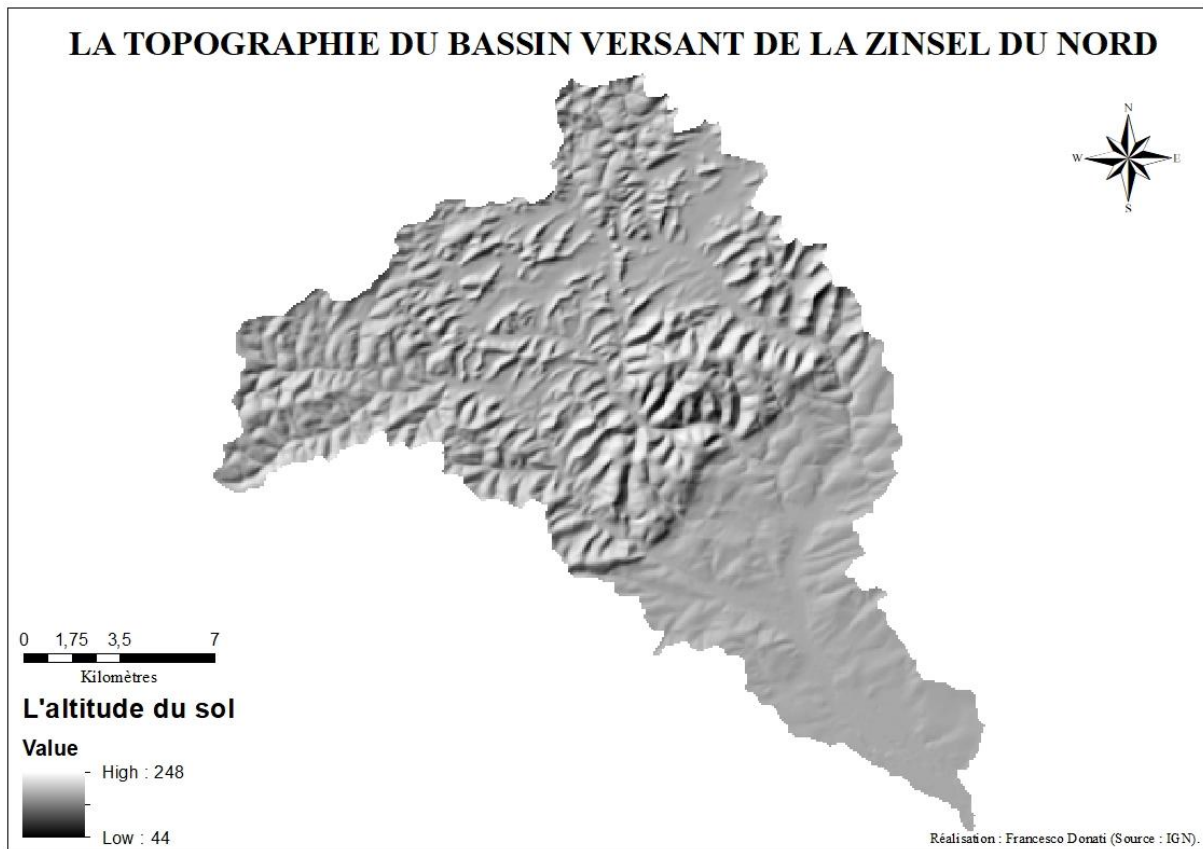 LA TOPOGRAPHIE DU BASSIN VERSANT DE LA ZINSEL DU NORD
N
W E
S
0 1,75 3,5 7
Kilomètres
L'altitude du sol
Value
High : 248
Low : 44
Réalisation : Francesco Donati (Source : IGN).